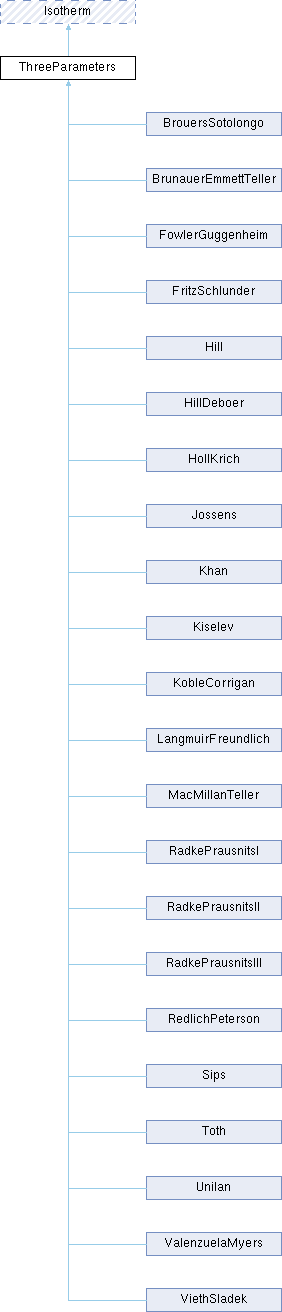 Isotherm
ThreeParameters
BrouersSotolongo
BrunauerEmmettTeller
FowlerGuggenheim
FritzSchlunder
Hill
HillDeboer
HollKrich
Jossens
Khan
Kiselev
KobleCorrigan
LangmuirFreundlich
MacMillanTeller
RadkePrausnitsI
RadkePrausnitsII
RadkePrausnitsIII
RedlichPeterson
Sips
Toth
Unilan
ValenzuelaMyers
ViethSladek